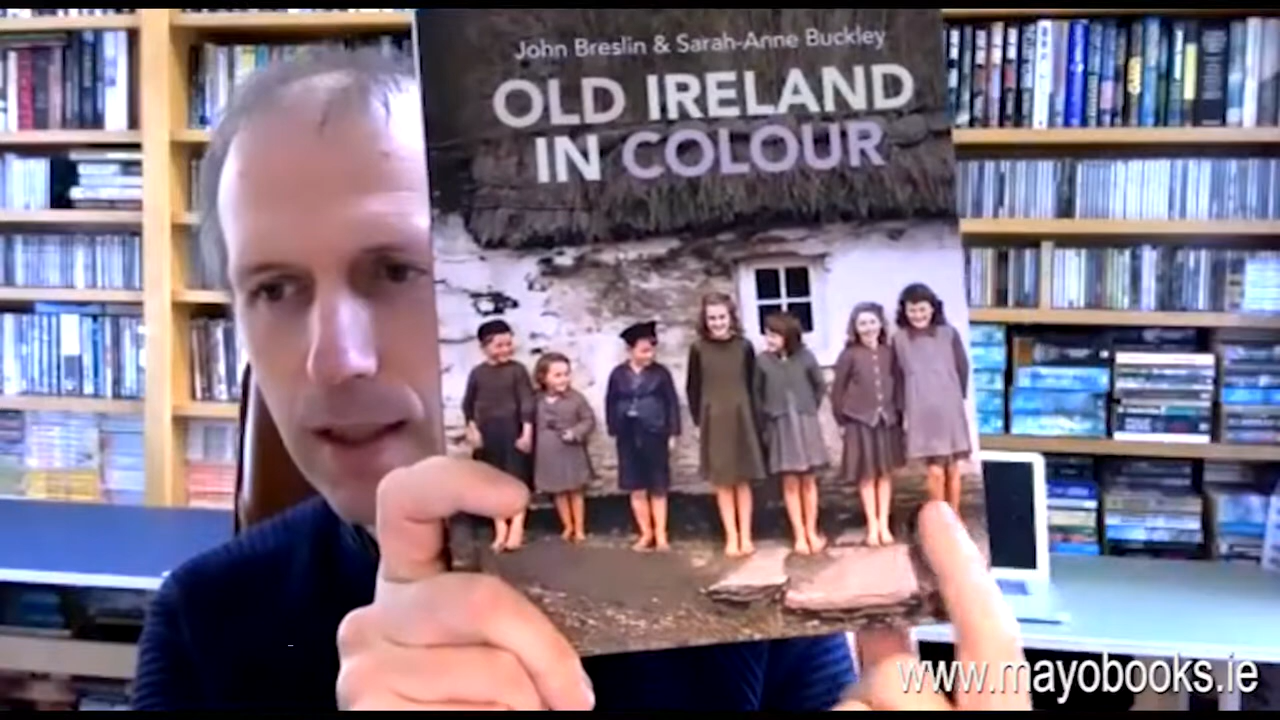 John Breslin & Sarah-Anne Buckley
OLD IRELAND
IN COLOUR
www.mayobooks.ie